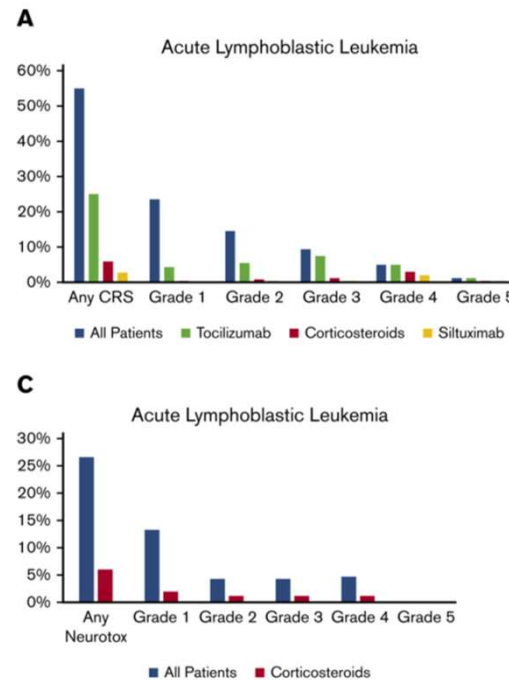 A
Acute Lymphoblastic Leukemia
60%
50%
40%
30%
20%
10%
0%
Any CRS Grade 1 Grade 2 Grade 3 Grade 4 Grade 5
All Patients Tocilizumab Corticosteroids Siltuximab
C
Acute Lymphoblastic Leukemia
30%
25%
20%
15%
10%
5%
0%
Any Grade 1 Grade 2 Grade 3 Grade 4 Grade 5
Neurotox
All Patients Corticosteroids